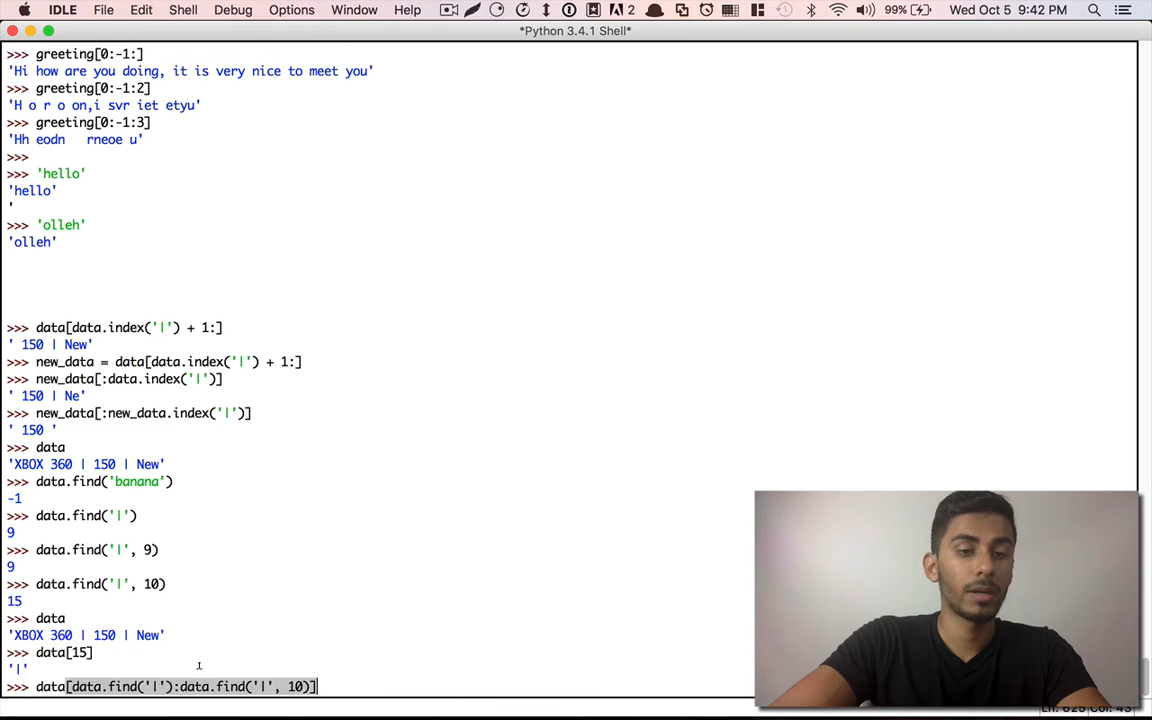 IDLE File Edit Shell Debug Options Window Help 2 99% Wed Oct 5 9:42 PM
*Python 3.4.1 Shell*
>>> greeting[0:-1:]
'Hi how are you doing, it is very nice to meet you'
>>> greeting[0:-1:2]
'H o r o on,i svr iet etyu'
>>> greeting[0:-1:3]
'Hh eodn   rneoe u'
>>>
>>> 'hello'
'hello'
'
>>> 'olleh'
'olleh'
>>> data[data.index('|') + 1:]
' 150 | New'
>>> new_data = data[data.index('|') + 1:]
>>> new_data[:data.index('|')]
' 150 | Ne'
>>> new_data[:new_data.index('|')]
' 150 '
>>> data
'XBOX 360 | 150 | New'
>>> data.find('banana')
-1
>>> data.find('|')
9
>>> data.find('|', 9)
9
>>> data.find('|', 10)
15
>>> data
'XBOX 360 | 150 | New'
>>> data[15]
'|'
>>> data[data.find('|'):data.find('|', 10)]
Ln: 625 Col: 43